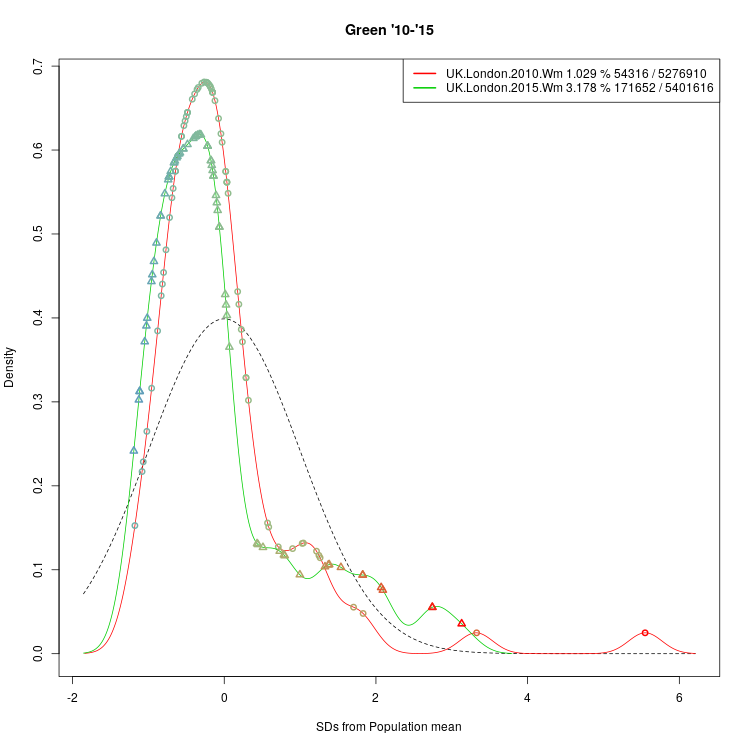 Green '10-'15
UK.London.2010.Wm 1.029 % 54316 / 5276910
UK.London.2015.Wm 3.178 % 171652 / 5401616
Density
0.7
0.6
0.5
0.4
0.3
0.2
0.1
0.0
-2 0 2 4 6
SDs from Population mean